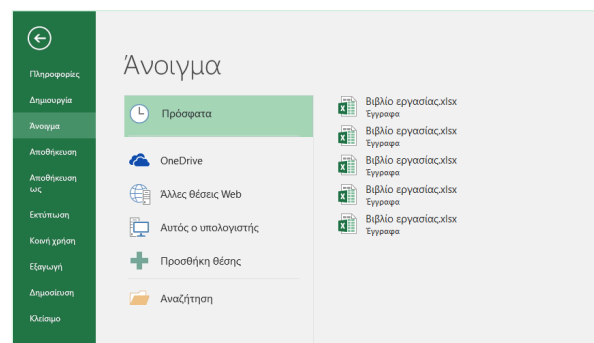 Πληροφορίες
Δημιουργία
Άνοιγμα
Αποθήκευση
Αποθήκευση
ως
Εκτύπωση
Κοινή χρήση
Εξαγωγή
Δημοσίευση
Κλείσιμο
Άνοιγμα
Πρόσφατα
OneDrive
Άλλες θέσεις Web
Αυτός ο υπολογιστής
Προσθήκη θέσης
Αναζήτηση
Βιβλίο εργασίας.xlsx
Έγγραφα
Βιβλίο εργασίας.xlsx
Έγγραφα
Βιβλίο εργασίας.xlsx
Έγγραφα
Βιβλίο εργασίας.xlsx
Έγγραφα
Βιβλίο εργασίας.xlsx
Έγγραφα